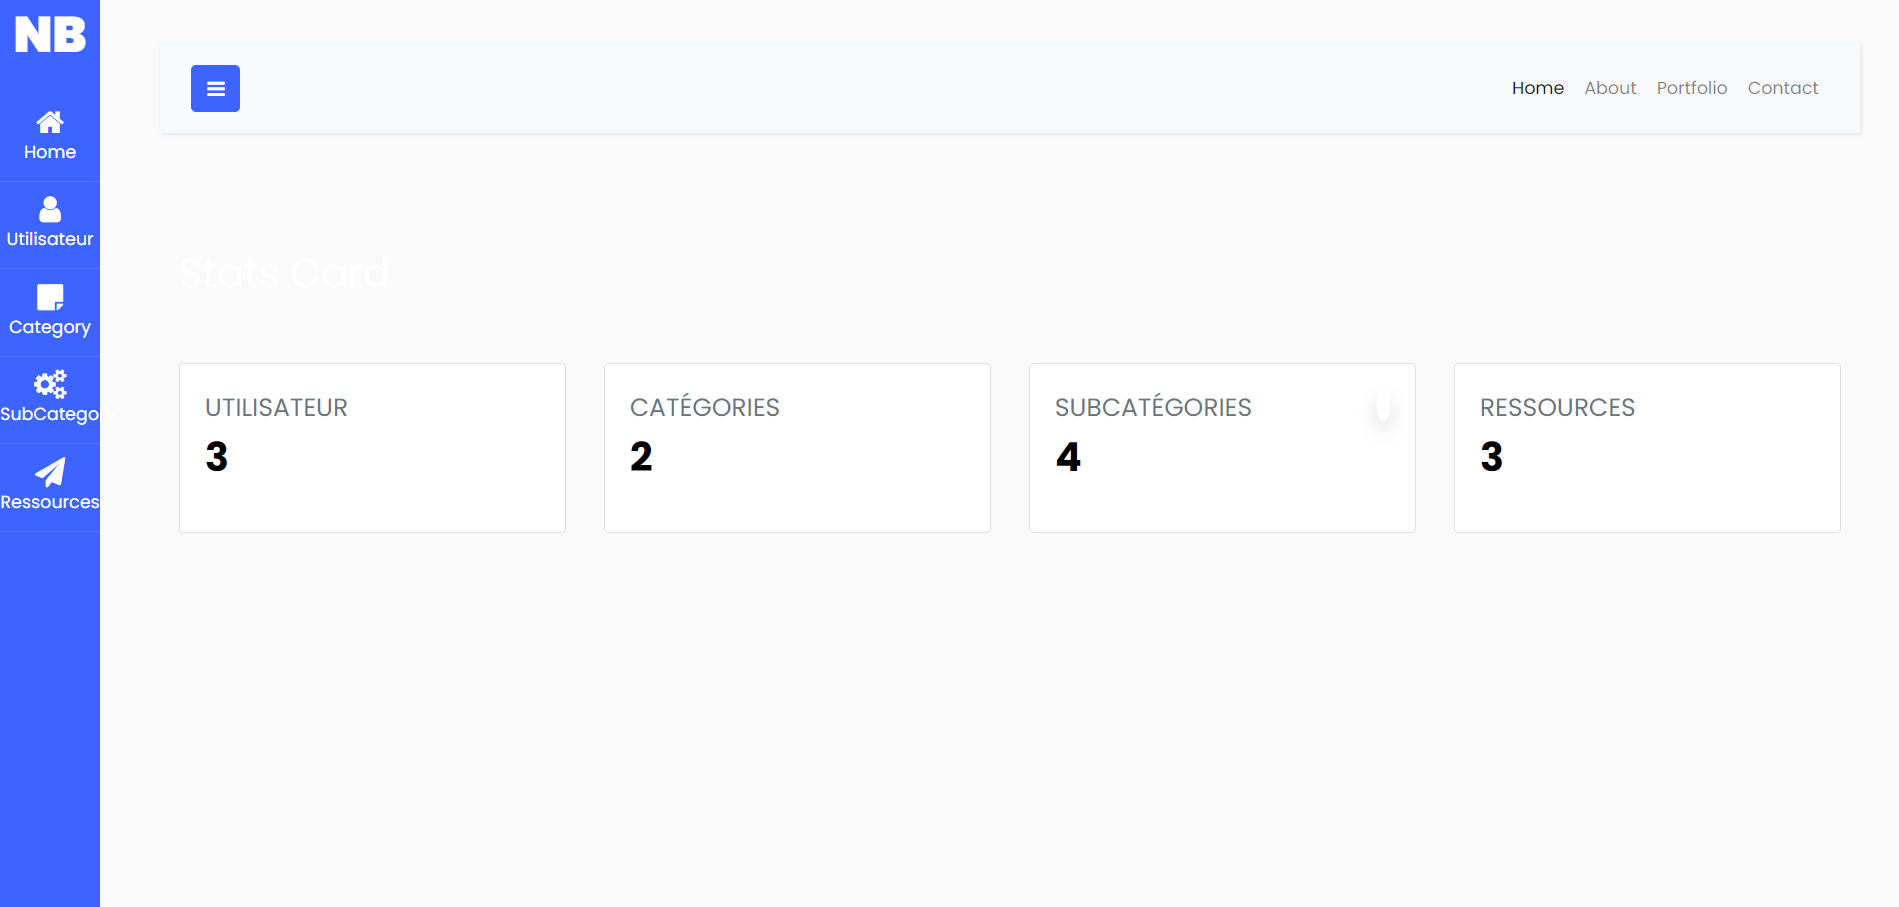 NB
Home
Utilisateur
Category
SubCategory
Ressources
Home About Portfolio Contact
Stats Card
UTILISATEUR
3
CATÉGORIES
2
SUBCATÉGORIES
4
RESSOURCES
3